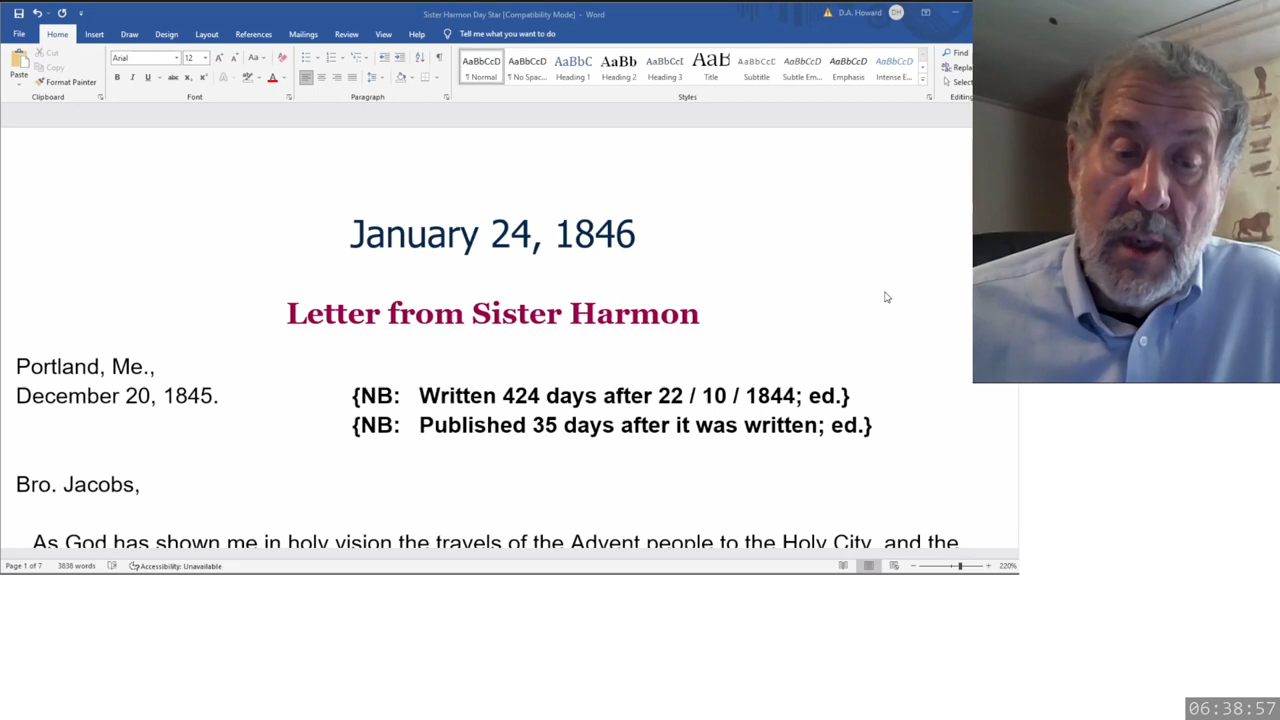 Sister Harmon Day Star [Compatibility Mode] - Word
D.A. Howard DH
File Home Insert Draw Design Layout References Mailings Review View Help Tell me what you want to do
Cut
Copy
Format Painter
Paste
Clipboard
Arial 12
Font
Paragraph
AaBbCcD AaBbCcD AaBbC AaBb AaBbCcI AaB AaBbCcD AaBbCcD AaBbCcD AaBbCcD
¶ Normal ¶ No Spac... Heading 1 Heading 2 Heading 3 Title Subtitle Subtle Em... Emphasis Intense E...
Styles
Find
Repla
Select
Editing
January 24, 1846
Letter from Sister Harmon
Portland, Me.,
December 20, 1845. {NB: Written 424 days after 22 / 10 / 1844; ed.}
{NB: Published 35 days after it was written; ed.}
Bro. Jacobs,
As God has shown me in holy vision the travels of the Advent people to the Holy City, and the
Page 1 of 7 3838 words Accessibility: Unavailable 220%
06:38:57